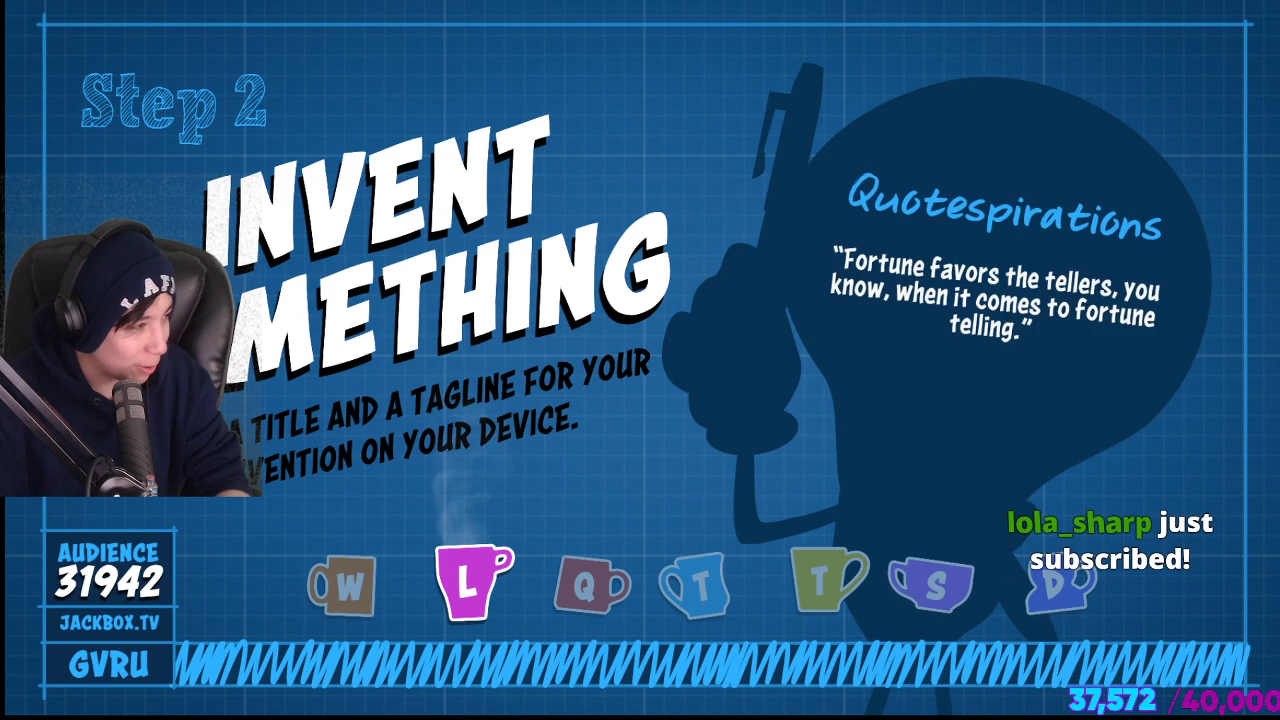 Step 2
INVENT
METHING
A TITLE AND A TAGLINE FOR YOUR
VENTION ON YOUR DEVICE.
Quotespirations
"Fortune favors the tellers, you
know, when it comes to fortune
telling."
lola_sharp just
subscribed!
AUDIENCE
31942
JACKBOX.TV
GVRU
W L Q T T S D
37,572 /40,000